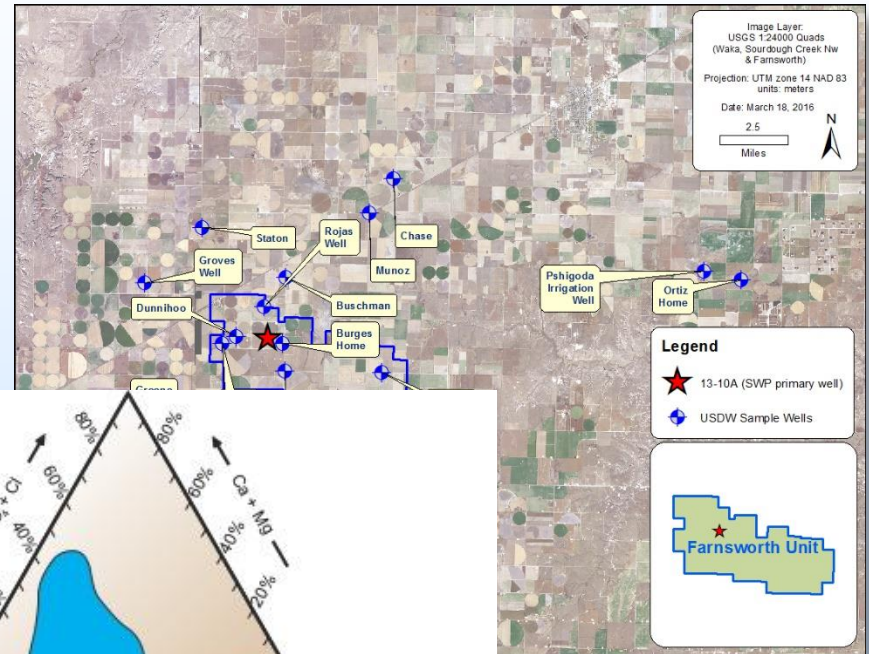 Image Layer:
USGS 1:24000 Quads
(Waka, Sourdough Creek Nw
& Farnsworth)
Projection: UTM zone 14 NAD 83
units: meters
Date: March 18, 2016
2.5
Miles
N
Staton
Rojas
Well
Chase
Munoz
Groves
Well
Buschman
Dunnihoo
Burges
Home
Pshigoda
Irrigation
Well
Ortiz
Home
Legend
13-10A (SWP primary well)
USDW Sample Wells
Farnsworth Unit
80%
60%
40%
+ Cl
80%
60%
40%
20%
Ca + Mg